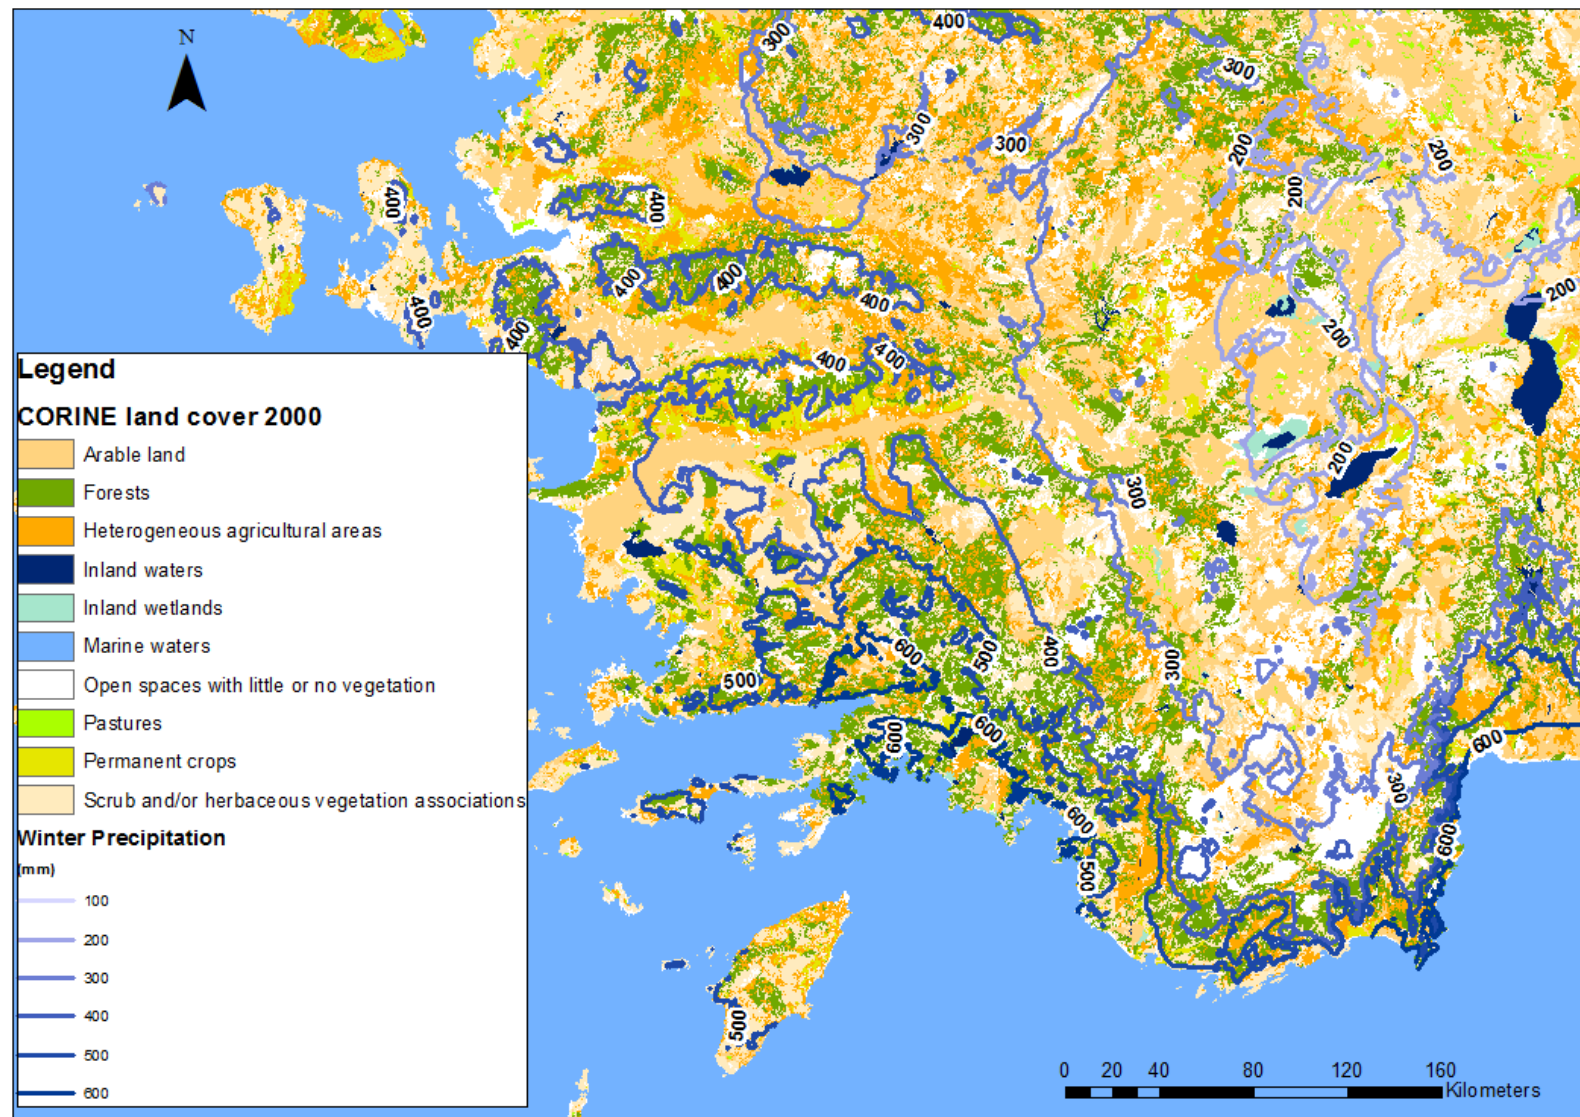 N
400
300
300
300
300
200
200
200
400
400
200
400
400
400
400
200
400
400
400
200
300
400
300
600
500
500
600
600
600
300
600
600
500
500
Legend
CORINE land cover 2000
Arable land
Forests
Heterogeneous agricultural areas
Inland waters
Inland wetlands
Marine waters
Open spaces with little or no vegetation
Pastures
Permanent crops
Scrub and/or herbaceous vegetation associations
Winter Precipitation
(mm)
100
200
300
400
500
600
0 20 40 80 120 160
Kilometers